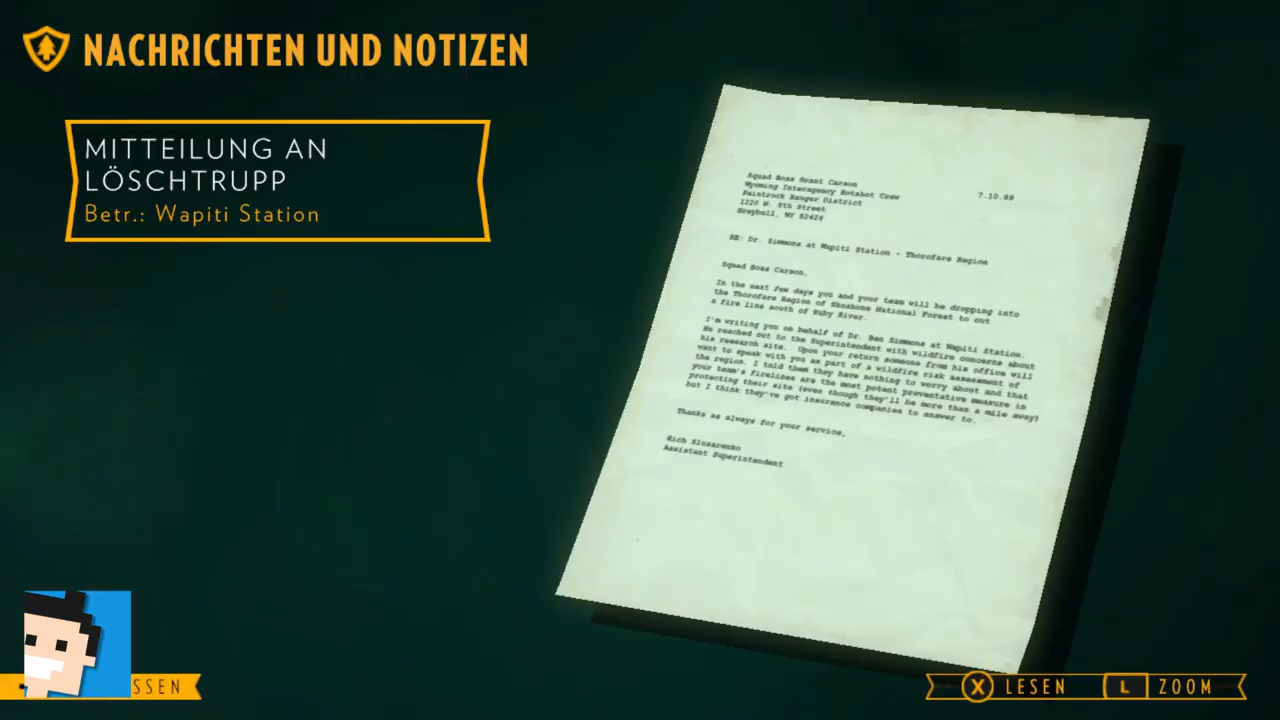 NACHRICHTEN UND NOTIZEN
MITTEILUNG AN
LÖSCHTRUPP
Betr.: Wapiti Station
Squad Boss Grant Carson
Wyoming Interagency Hotshot Crew
Paintrock Ranger District
1220 N. 8th Street
Greybull, WY 82426
7.10.89
RE: Dr. Simmons at Wapiti Station - Thorofare Region
Squad Boss Carson,
In the next few days you and your team will be dropping into
the Thorofare Region of Shoshone National Forest to cut
a fire line south of Ruby River.
I'm writing you on behalf of Dr. Ben Simmons at Wapiti Station.
He reached out to the Superintendent with wildfire concerns about
his research site. Upon your return someone from his office will
want to speak with you as part of a wildfire risk assessment of
the region. I told them they have nothing to worry about and that
your team's firelines are the most potent preventative measure in
protecting their site (even though they'll be more than a mile away)
but I think they've got insurance companies to answer to.
Thanks as always for your service,
Rich Slusarenko
Assistant Superintendent
SSEN
X LESEN
L ZOOM